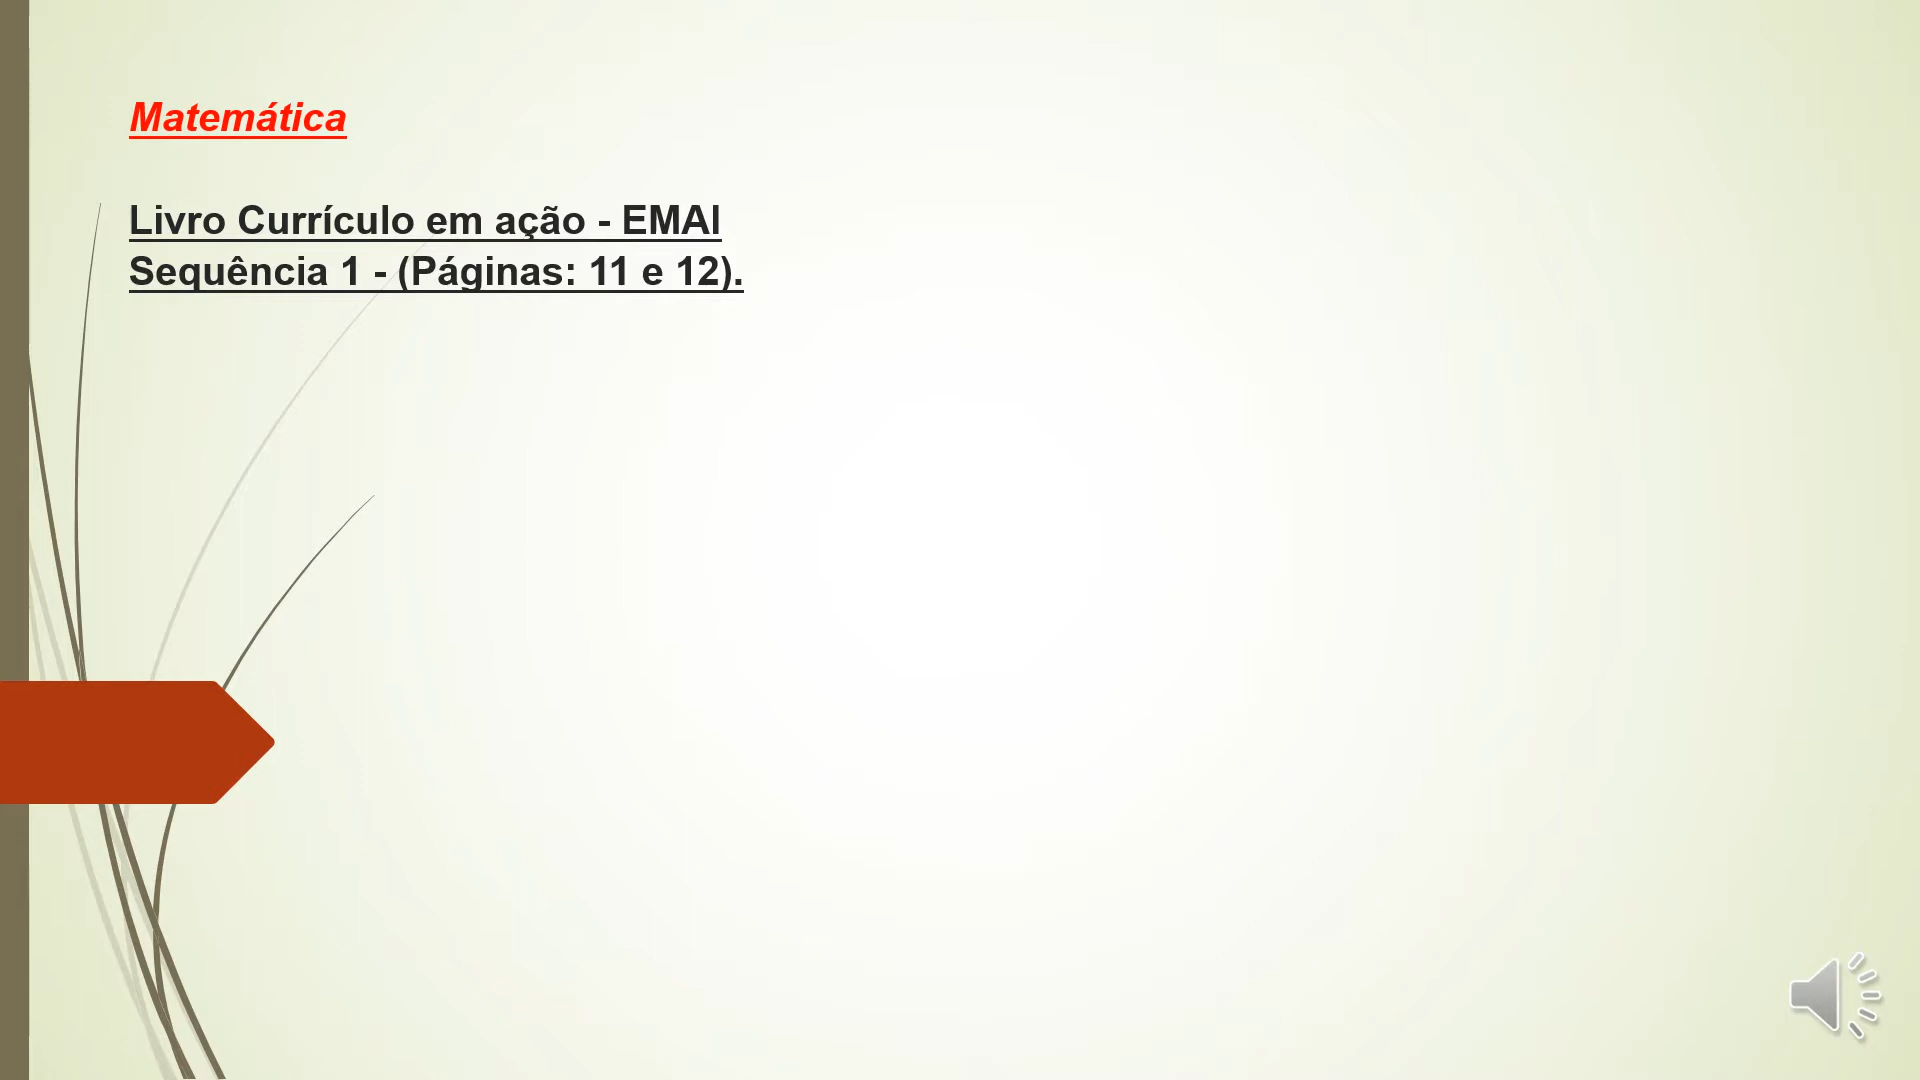 Matemática
Livro Currículo em ação - EMAI
Sequência 1 - (Páginas: 11 e 12).